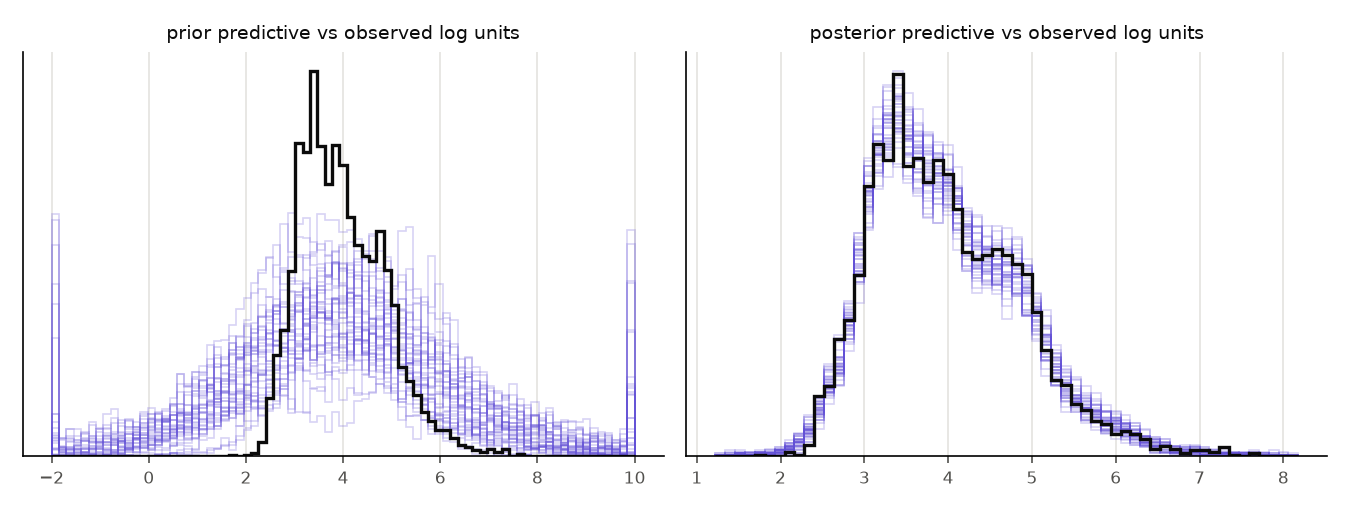 prior predictive vs observed log units
−2 0 2 4 6 8 10
posterior predictive vs observed log units
1 2 3 4 5 6 7 8